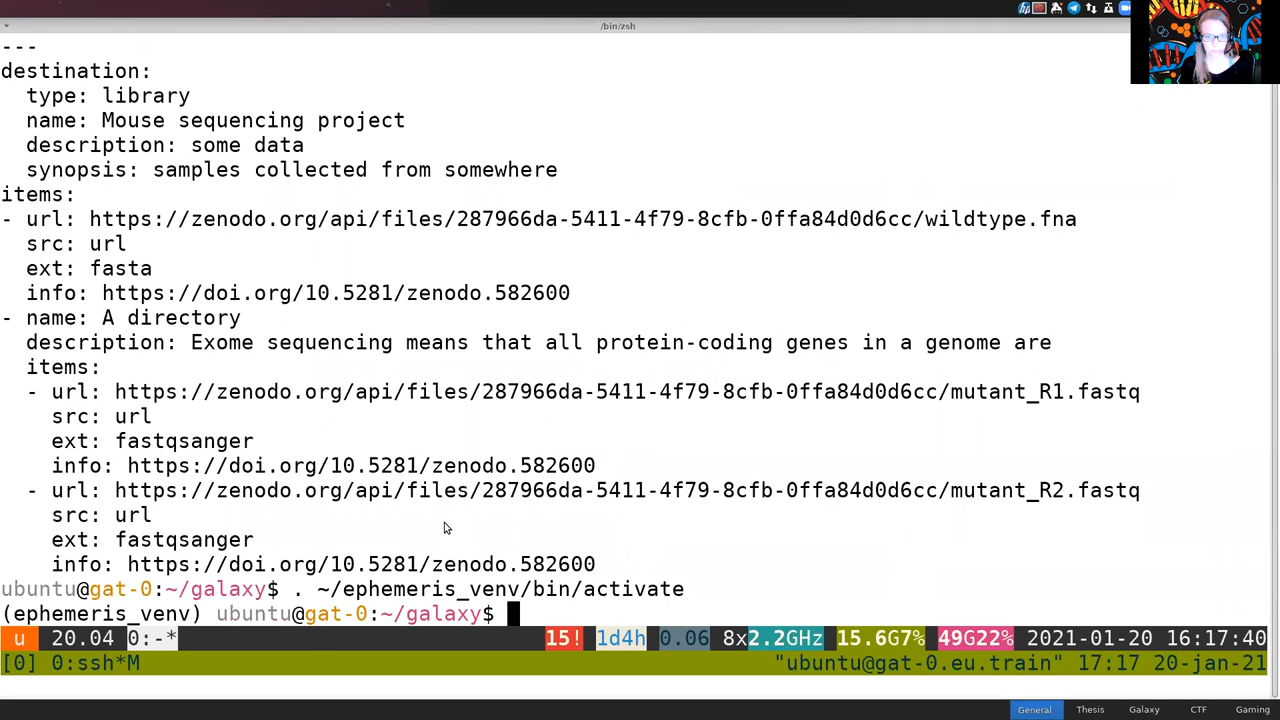 /bin/zsh
---
destination:
  type: library
  name: Mouse sequencing project
  description: some data
  synopsis: samples collected from somewhere
items:
- url: https://zenodo.org/api/files/287966da-5411-4f79-8cfb-0ffa84d0d6cc/wildtype.fna
  src: url
  ext: fasta
  info: https://doi.org/10.5281/zenodo.582600
- name: A directory
  description: Exome sequencing means that all protein-coding genes in a genome are
  items:
  - url: https://zenodo.org/api/files/287966da-5411-4f79-8cfb-0ffa84d0d6cc/mutant_R1.fastq
    src: url
    ext: fastqsanger
    info: https://doi.org/10.5281/zenodo.582600
  - url: https://zenodo.org/api/files/287966da-5411-4f79-8cfb-0ffa84d0d6cc/mutant_R2.fastq
    src: url
    ext: fastqsanger
    info: https://doi.org/10.5281/zenodo.582600
ubuntu@gat-0:~/galaxy$ . ~/ephemeris_venv/bin/activate
(ephemeris_venv) ubuntu@gat-0:~/galaxy$
u 20.04 0:-* 15! 1d4h 0.06 8x2.2GHz 15.6G7% 49G22% 2021-01-20 16:17:40
[0] 0:ssh*M "ubuntu@gat-0.eu.train" 17:17 20-jan-21
General Thesis Galaxy CTF Gaming